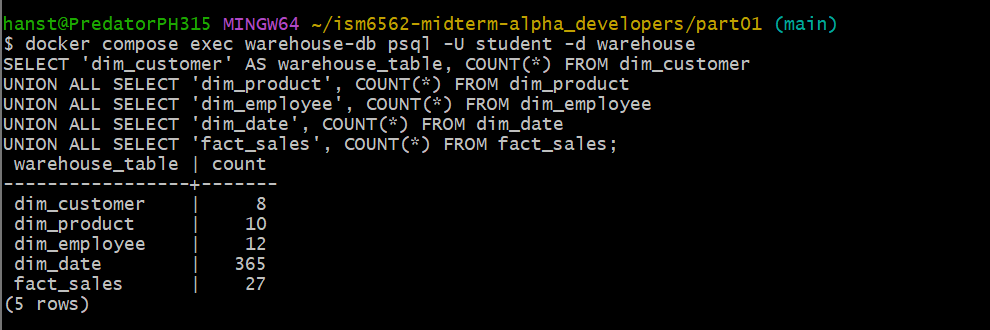 hanst@PredatorPH315 MINGW64 ~/ism6562-midterm-alpha_developers/part01 (main)
$ docker compose exec warehouse-db psql -U student -d warehouse
SELECT 'dim_customer' AS warehouse_table, COUNT(*) FROM dim_customer
UNION ALL SELECT 'dim_product', COUNT(*) FROM dim_product
UNION ALL SELECT 'dim_employee', COUNT(*) FROM dim_employee
UNION ALL SELECT 'dim_date', COUNT(*) FROM dim_date
UNION ALL SELECT 'fact_sales', COUNT(*) FROM fact_sales;
 warehouse_table | count
-----------------+-------
 dim_customer    |     8
 dim_product     |    10
 dim_employee    |    12
 dim_date        |   365
 fact_sales      |    27
(5 rows)